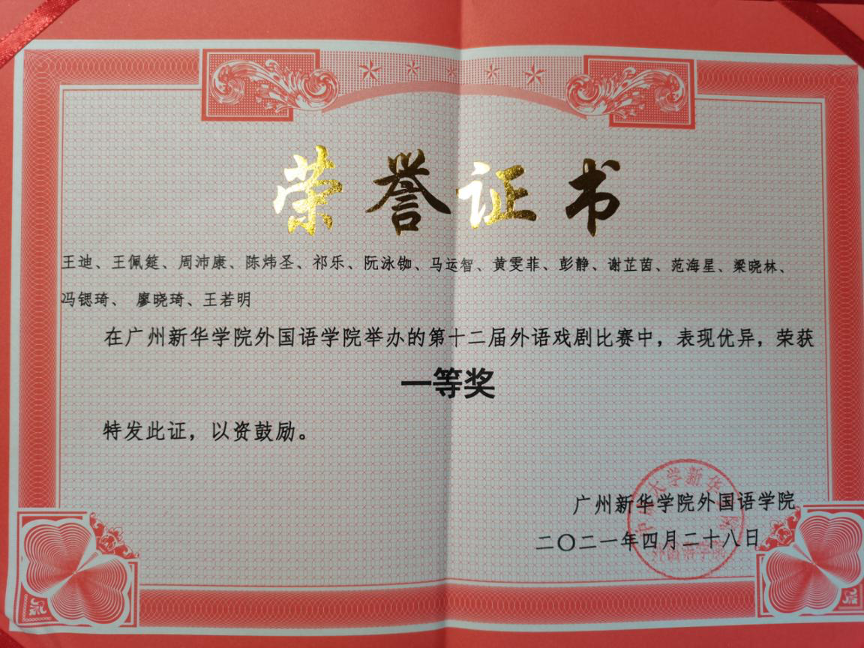 荣誉证书
王迪、王佩筵、周沛康、陈炜圣、祁乐、阮泳铷、马运智、黄雯菲、彭静、谢芷茵、范海星、梁晓林、
冯锶琦、 廖晓琦、王若明
在广州新华学院外国语学院举办的第十二届外语戏剧比赛中，表现优异，荣获
一等奖
特发此证，以资鼓励。
广州新华学院外国语学院
二〇二一年四月二十八日